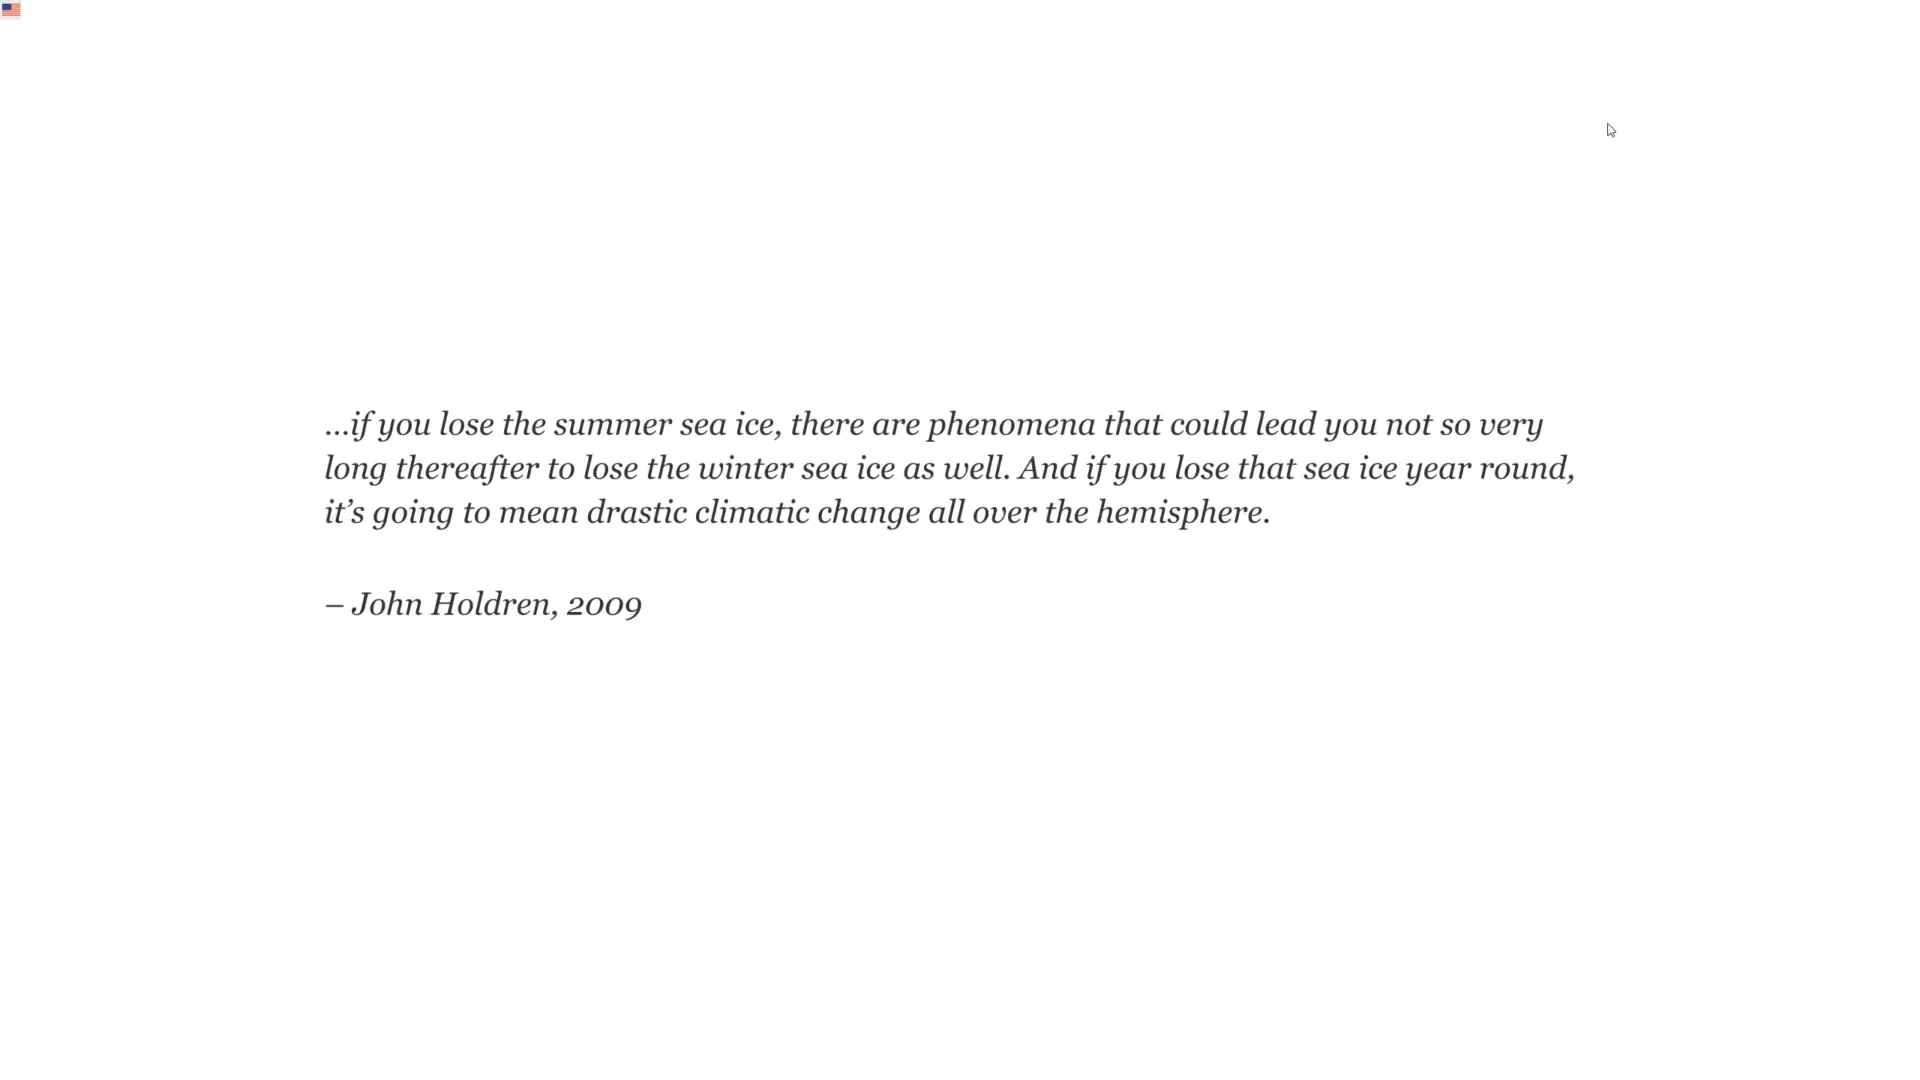 ...if you lose the summer sea ice, there are phenomena that could lead you not so very
long thereafter to lose the winter sea ice as well. And if you lose that sea ice year round,
it’s going to mean drastic climatic change all over the hemisphere.
– John Holdren, 2009